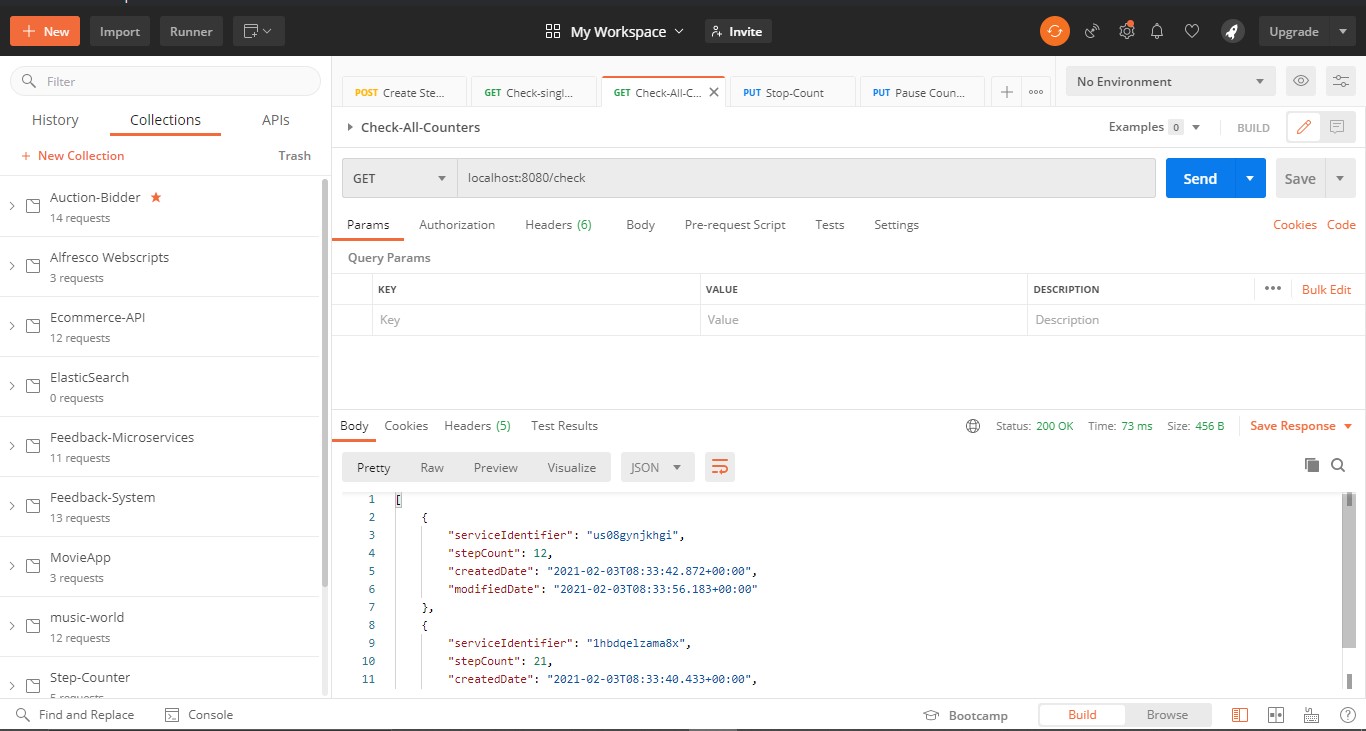 New Import Runner My Workspace Invite Upgrade
Filter
History Collections APIs
+ New Collection Trash
Auction-Bidder
14 requests
Alfresco Webscripts
3 requests
Ecommerce-API
12 requests
ElasticSearch
0 requests
Feedback-Microservices
11 requests
Feedback-System
13 requests
MovieApp
3 requests
music-world
12 requests
Step-Counter
5 requests
POST Create Ste... GET Check-singl... GET Check-All-C... PUT Stop-Count PUT Pause Coun... No Environment
Check-All-Counters Examples 0 BUILD
GET localhost:8080/check Send Save
Params Authorization Headers (6) Body Pre-request Script Tests Settings Cookies Code
Query Params
KEY VALUE DESCRIPTION Bulk Edit
Key Value Description
Body Cookies Headers (5) Test Results Status: 200 OK Time: 73 ms Size: 456 B Save Response
Pretty Raw Preview Visualize JSON
1 [
2 {
3 "serviceIdentifier": "us08gynjkhgi",
4 "stepCount": 12,
5 "createdDate": "2021-02-03T08:33:42.872+00:00",
6 "modifiedDate": "2021-02-03T08:33:56.183+00:00"
7 },
8 {
9 "serviceIdentifier": "1hbdqelzama8x",
10 "stepCount": 21,
11 "createdDate": "2021-02-03T08:33:40.433+00:00",
Find and Replace Console Bootcamp Build Browse